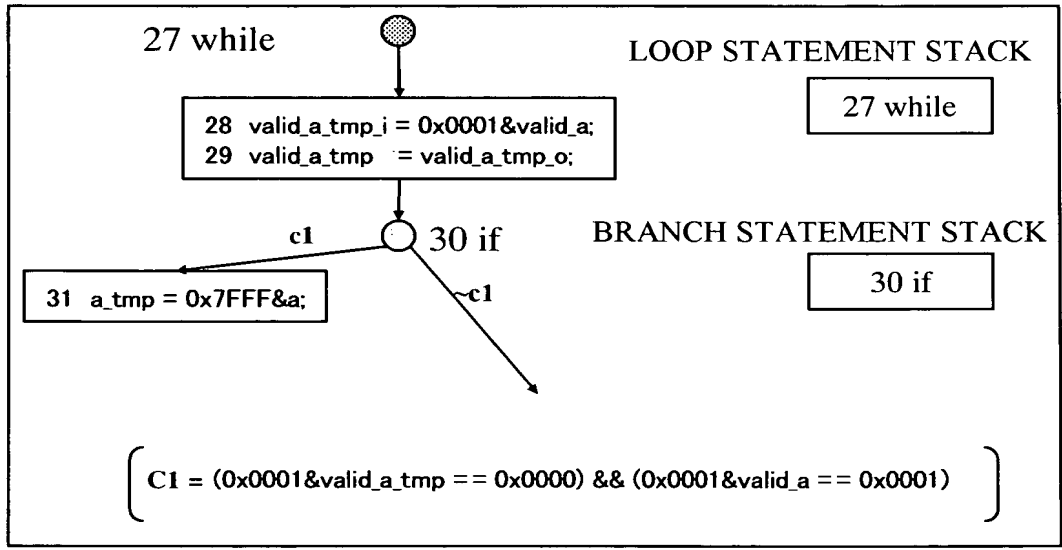 27 while
LOOP STATEMENT STACK
27 while
28 valid_a_tmp_i = 0x0001&valid_a;
29 valid_a_tmp = valid_a_tmp_o;
c1
30 if
BRANCH STATEMENT STACK
30 if
31 a_tmp = 0x7FFF&a;
~c1
C1 = (0x0001&valid_a_tmp == 0x0000) && (0x0001&valid_a == 0x0001)